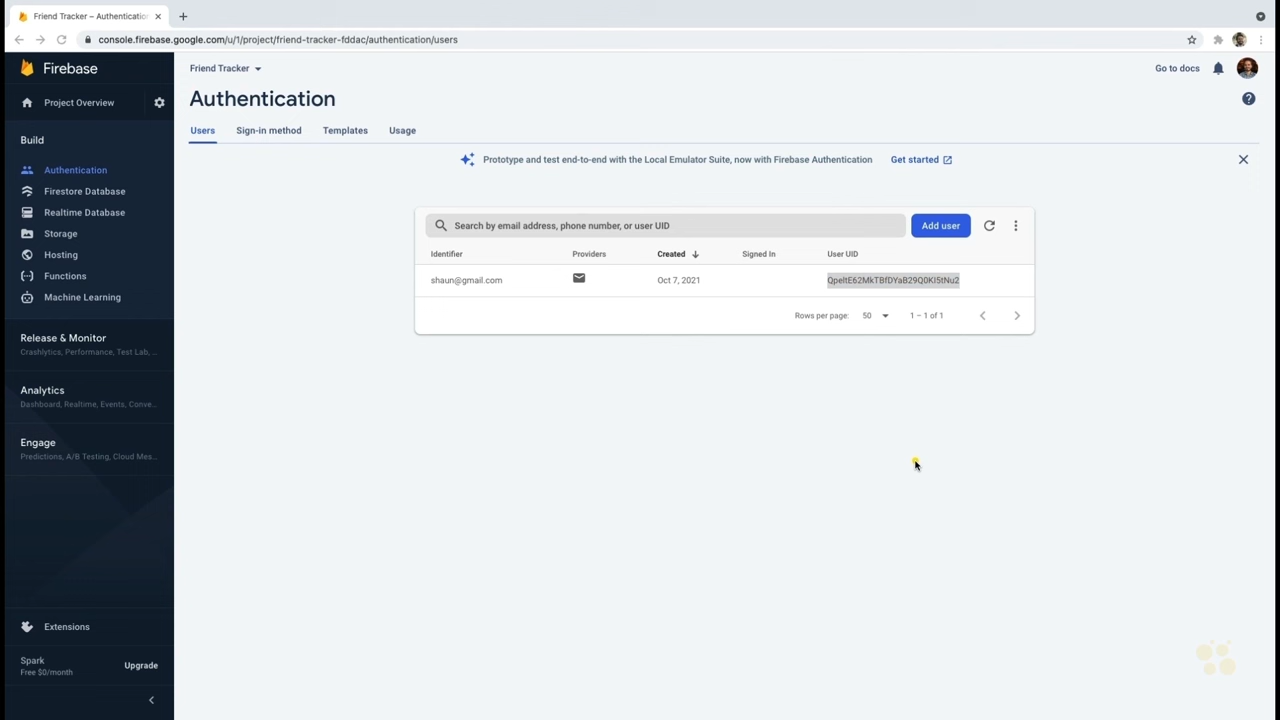 Friend Tracker – Authentication
console.firebase.google.com/u/1/project/friend-tracker-fddac/authentication/users
Firebase
Friend Tracker
Go to docs
Project Overview
Authentication
Build
Users Sign-in method Templates Usage
Prototype and test end-to-end with the Local Emulator Suite, now with Firebase Authentication Get started
Authentication
Firestore Database
Realtime Database
Storage
Hosting
Functions
Machine Learning
Search by email address, phone number, or user UID
Add user
Identifier Providers Created Signed In User UID
shaun@gmail.com Oct 7, 2021 QpeltE62MkTBfDYaB29Q0KI5tNu2
Rows per page: 50 1 – 1 of 1
Release & Monitor
Crashlytics, Performance, Test Lab, ...
Analytics
Dashboard, Realtime, Events, Conve...
Engage
Predictions, A/B Testing, Cloud Mes...
Extensions
Spark
Free $0/month
Upgrade